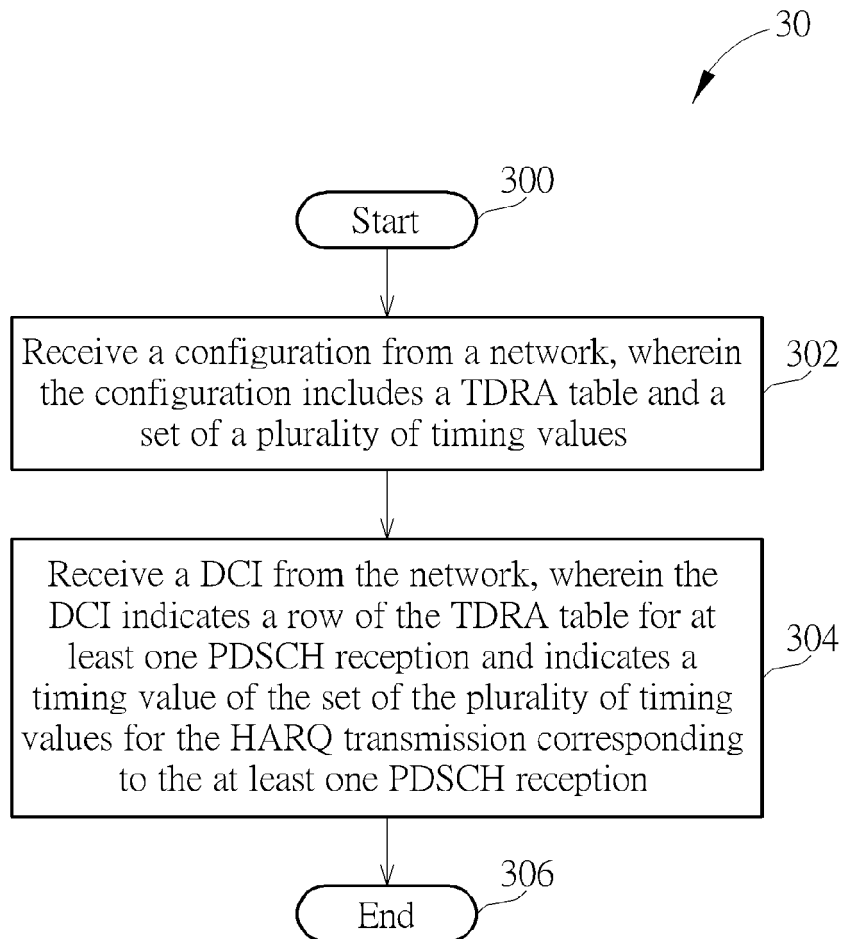 30
300
Start
Receive a configuration from a network, wherein
the configuration includes a TDRA table and a
set of a plurality of timing values
302
Receive a DCI from the network, wherein the
DCI indicates a row of the TDRA table for at
least one PDSCH reception and indicates a
timing value of the set of the plurality of timing
values for the HARQ transmission corresponding
to the at least one PDSCH reception
304
End
306